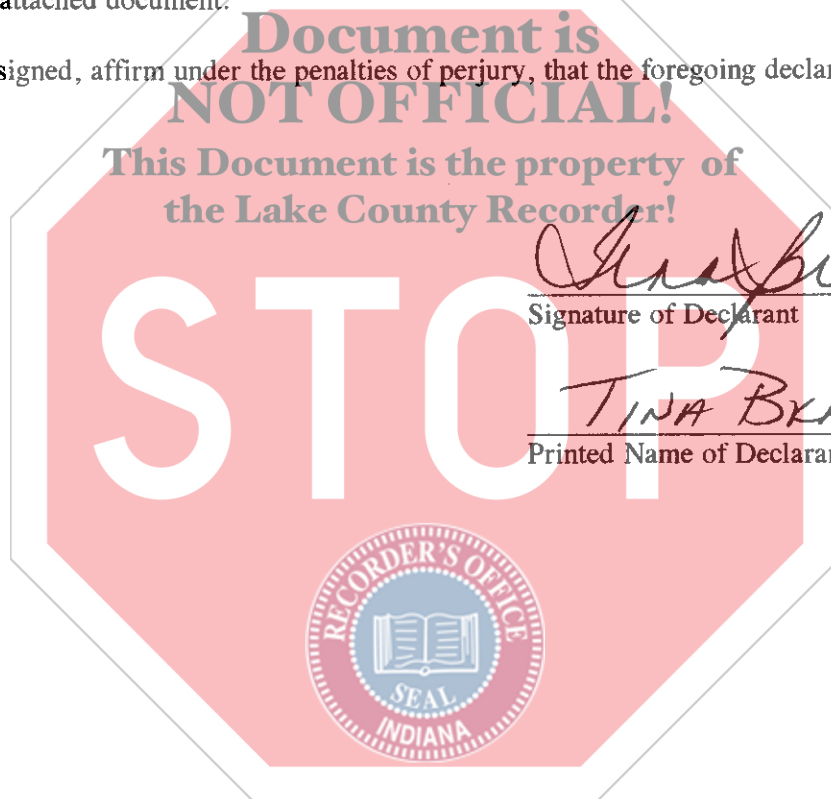 attached document.
Document is
signed, affirm under the penalties of perjury, that the foregoing declar
NOT OFFICIAL!
This Document is the property of
the Lake County Recorder!
Signature of Declarant
TINA
Printed Name of Declaran
STOP
RECORDER'S OFFICE
SEAL
INDIANA